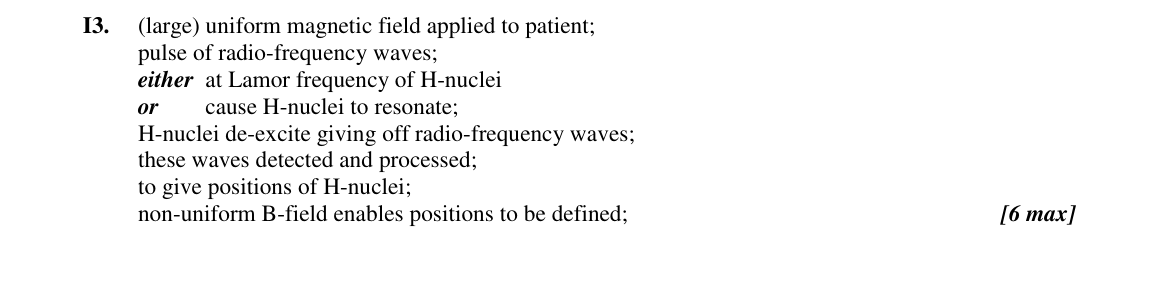 I3. (large) uniform magnetic field applied to patient;
pulse of radio-frequency waves;
either at Lamor frequency of H-nuclei
or cause H-nuclei to resonate;
H-nuclei de-excite giving off radio-frequency waves;
these waves detected and processed;
to give positions of H-nuclei;
non-uniform B-field enables positions to be defined; [6 max]